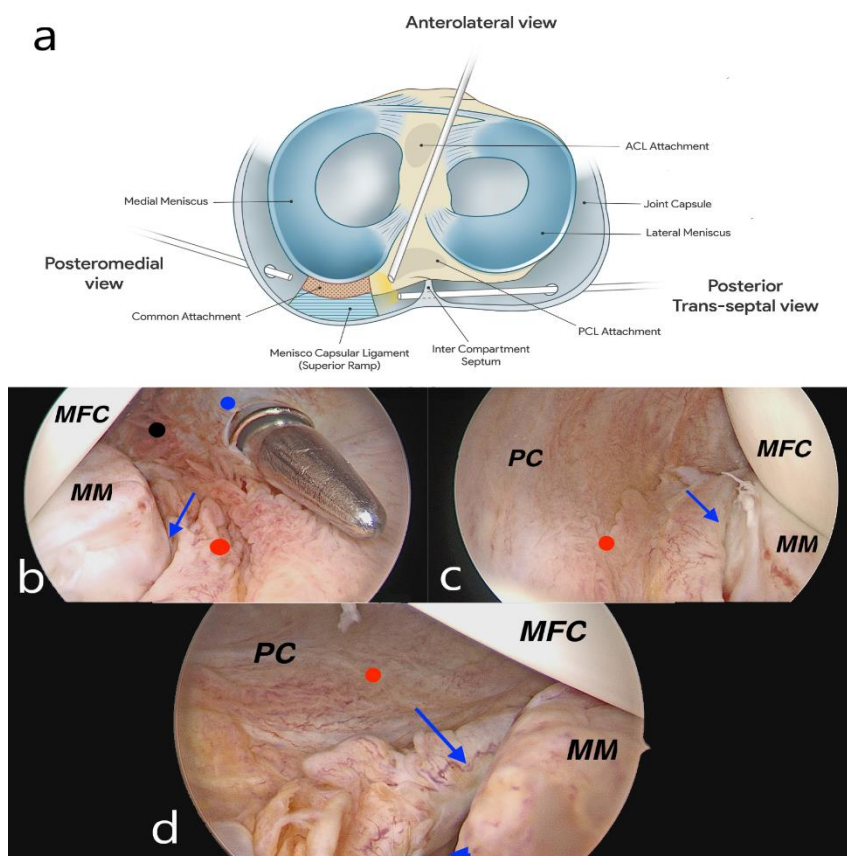 a
Anterolateral view
ACL Attachment
Medial Meniscus
Joint Capsule
Lateral Meniscus
Posteromedial
view
Posterior
Trans-septal view
Common Attachment
PCL Attachment
Menisco Capsular Ligament
(Superior Ramp)
Inter Compartment
Septum
MFC
MM
b
PC
MFC
MM
c
PC
MFC
MM
d